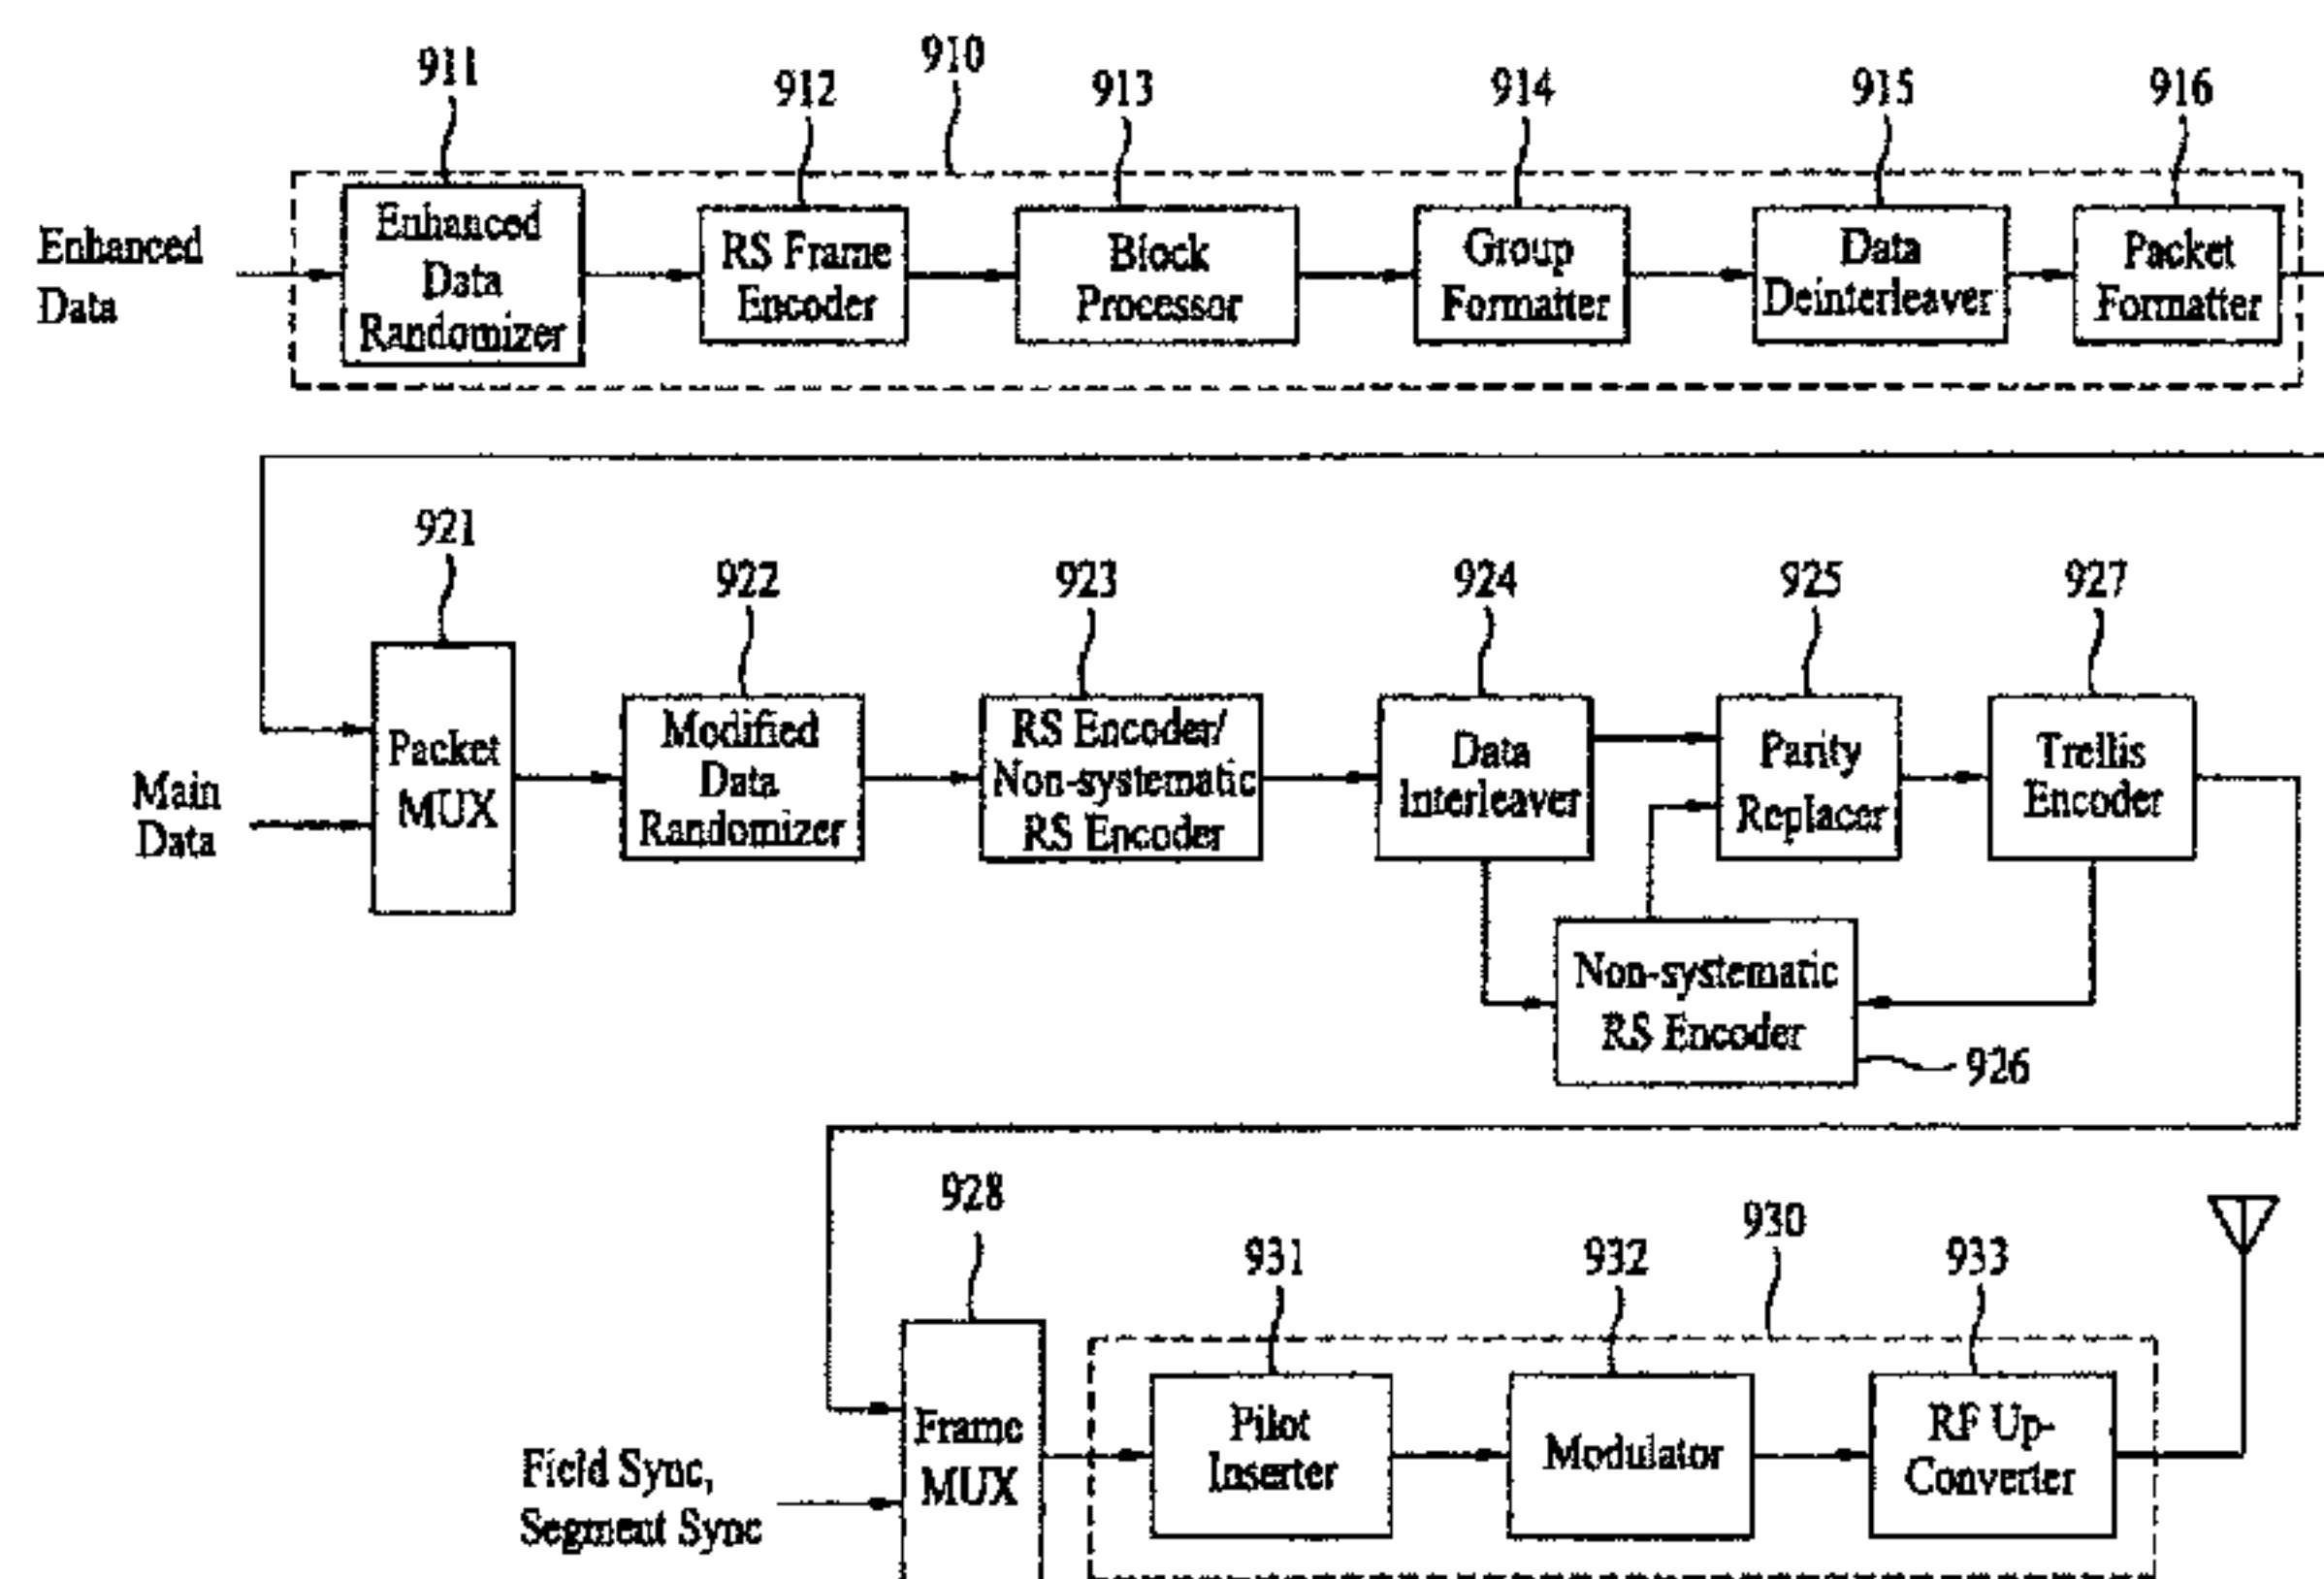 911
912
910
913
914
915
916
Enhanced
Data
Enhanced
Data
Randomizer
RS Frame
Encoder
Block
Processor
Group
Formatter
Data
Deinterleaver
Packet
Formatter
921
922
923
924
925
927
Main
Data
Packet
MUX
Modified
Data
Randomizer
RS Encoder/
Non-systematic
RS Encoder
Data
Interleaver
Parity
Replacer
Trellis
Encoder
Non-systematic
RS Encoder
926
928
931
932
930
933
Field Sync,
Segment Sync
Frame
MUX
Pilot
Inserter
Modulator
RF Up-
Converter